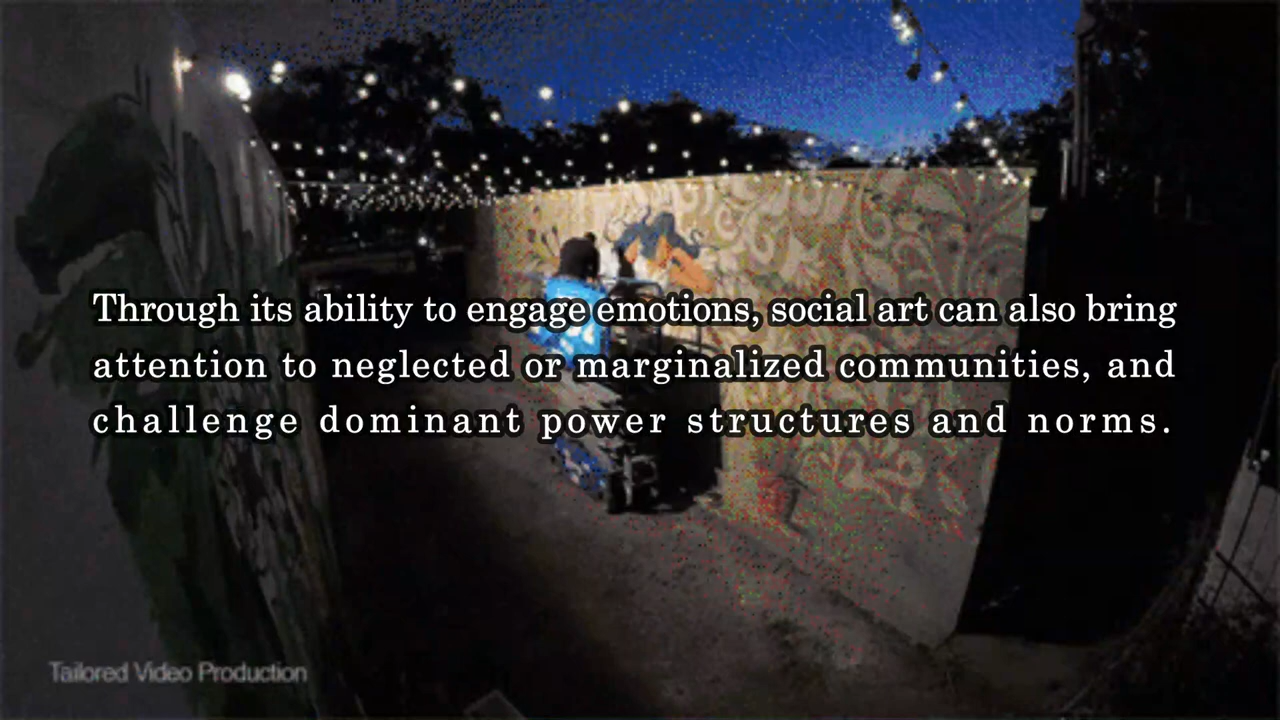 Through its ability to engage emotions, social art can also bring
attention to neglected or marginalized communities, and
challenge dominant power structures and norms.
Tailored Video Production